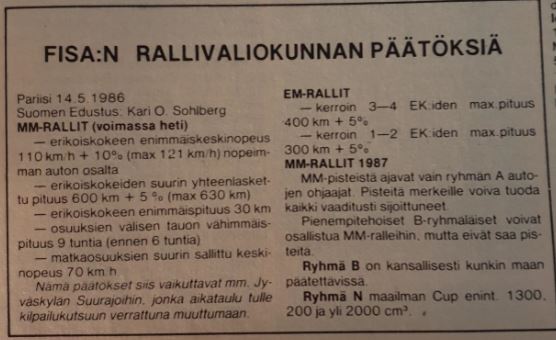 FISA:N RALLIVALIOKUNNAN PÄÄTÖKSIÄ
Pariisi 14.5.1986
Suomen Edustus: Kari O. Sohlberg
MM-RALLIT (voimassa heti)
— erikoiskokeen enimmäiskeskinopeus
110 km/h + 10% (max 121 km/h) nopeim-
man auton osalta
— erikoiskokeiden suurin yhteenlasket-
tu pituus 600 km + 5 % (max 630 km)
— erikoiskokeen enimmäispituus 30 km
— osuuksien välisen tauon vähimmäis-
pituus 9 tuntia (ennen 6 tuntia)
— matkaosuuksien suurin sallittu keski-
nopeus 70 km h
Nämä päätökset siis vaikuttavat mm. Jy-
väskylän Suurajoihin, jonka aikataulu tulle
kilpailukutsuun verrattuna muuttumaan.
EM-RALLIT
— kerroin 3—4 EK:iden max.pituus
400 km + 5%
— kerroin 1—2 EK:iden max.pituus
300 km + 5%
MM-RALLIT 1987
MM-pisteistä ajavat vain ryhmän A auto-
jen ohjaajat. Pisteitä merkeille voiva tuoda
kaikki vaaditusti sijoittuneet.
Pienempitehoiset B-ryhmäläiset voivat
osallistua MM-ralleihin, mutta eivät saa pis-
teitä.
Ryhmä B on kansallisesti kunkin maan
päätettävissä.
Ryhmä N maailman Cup enint. 1300,
200 ja yli 2000 cm³.